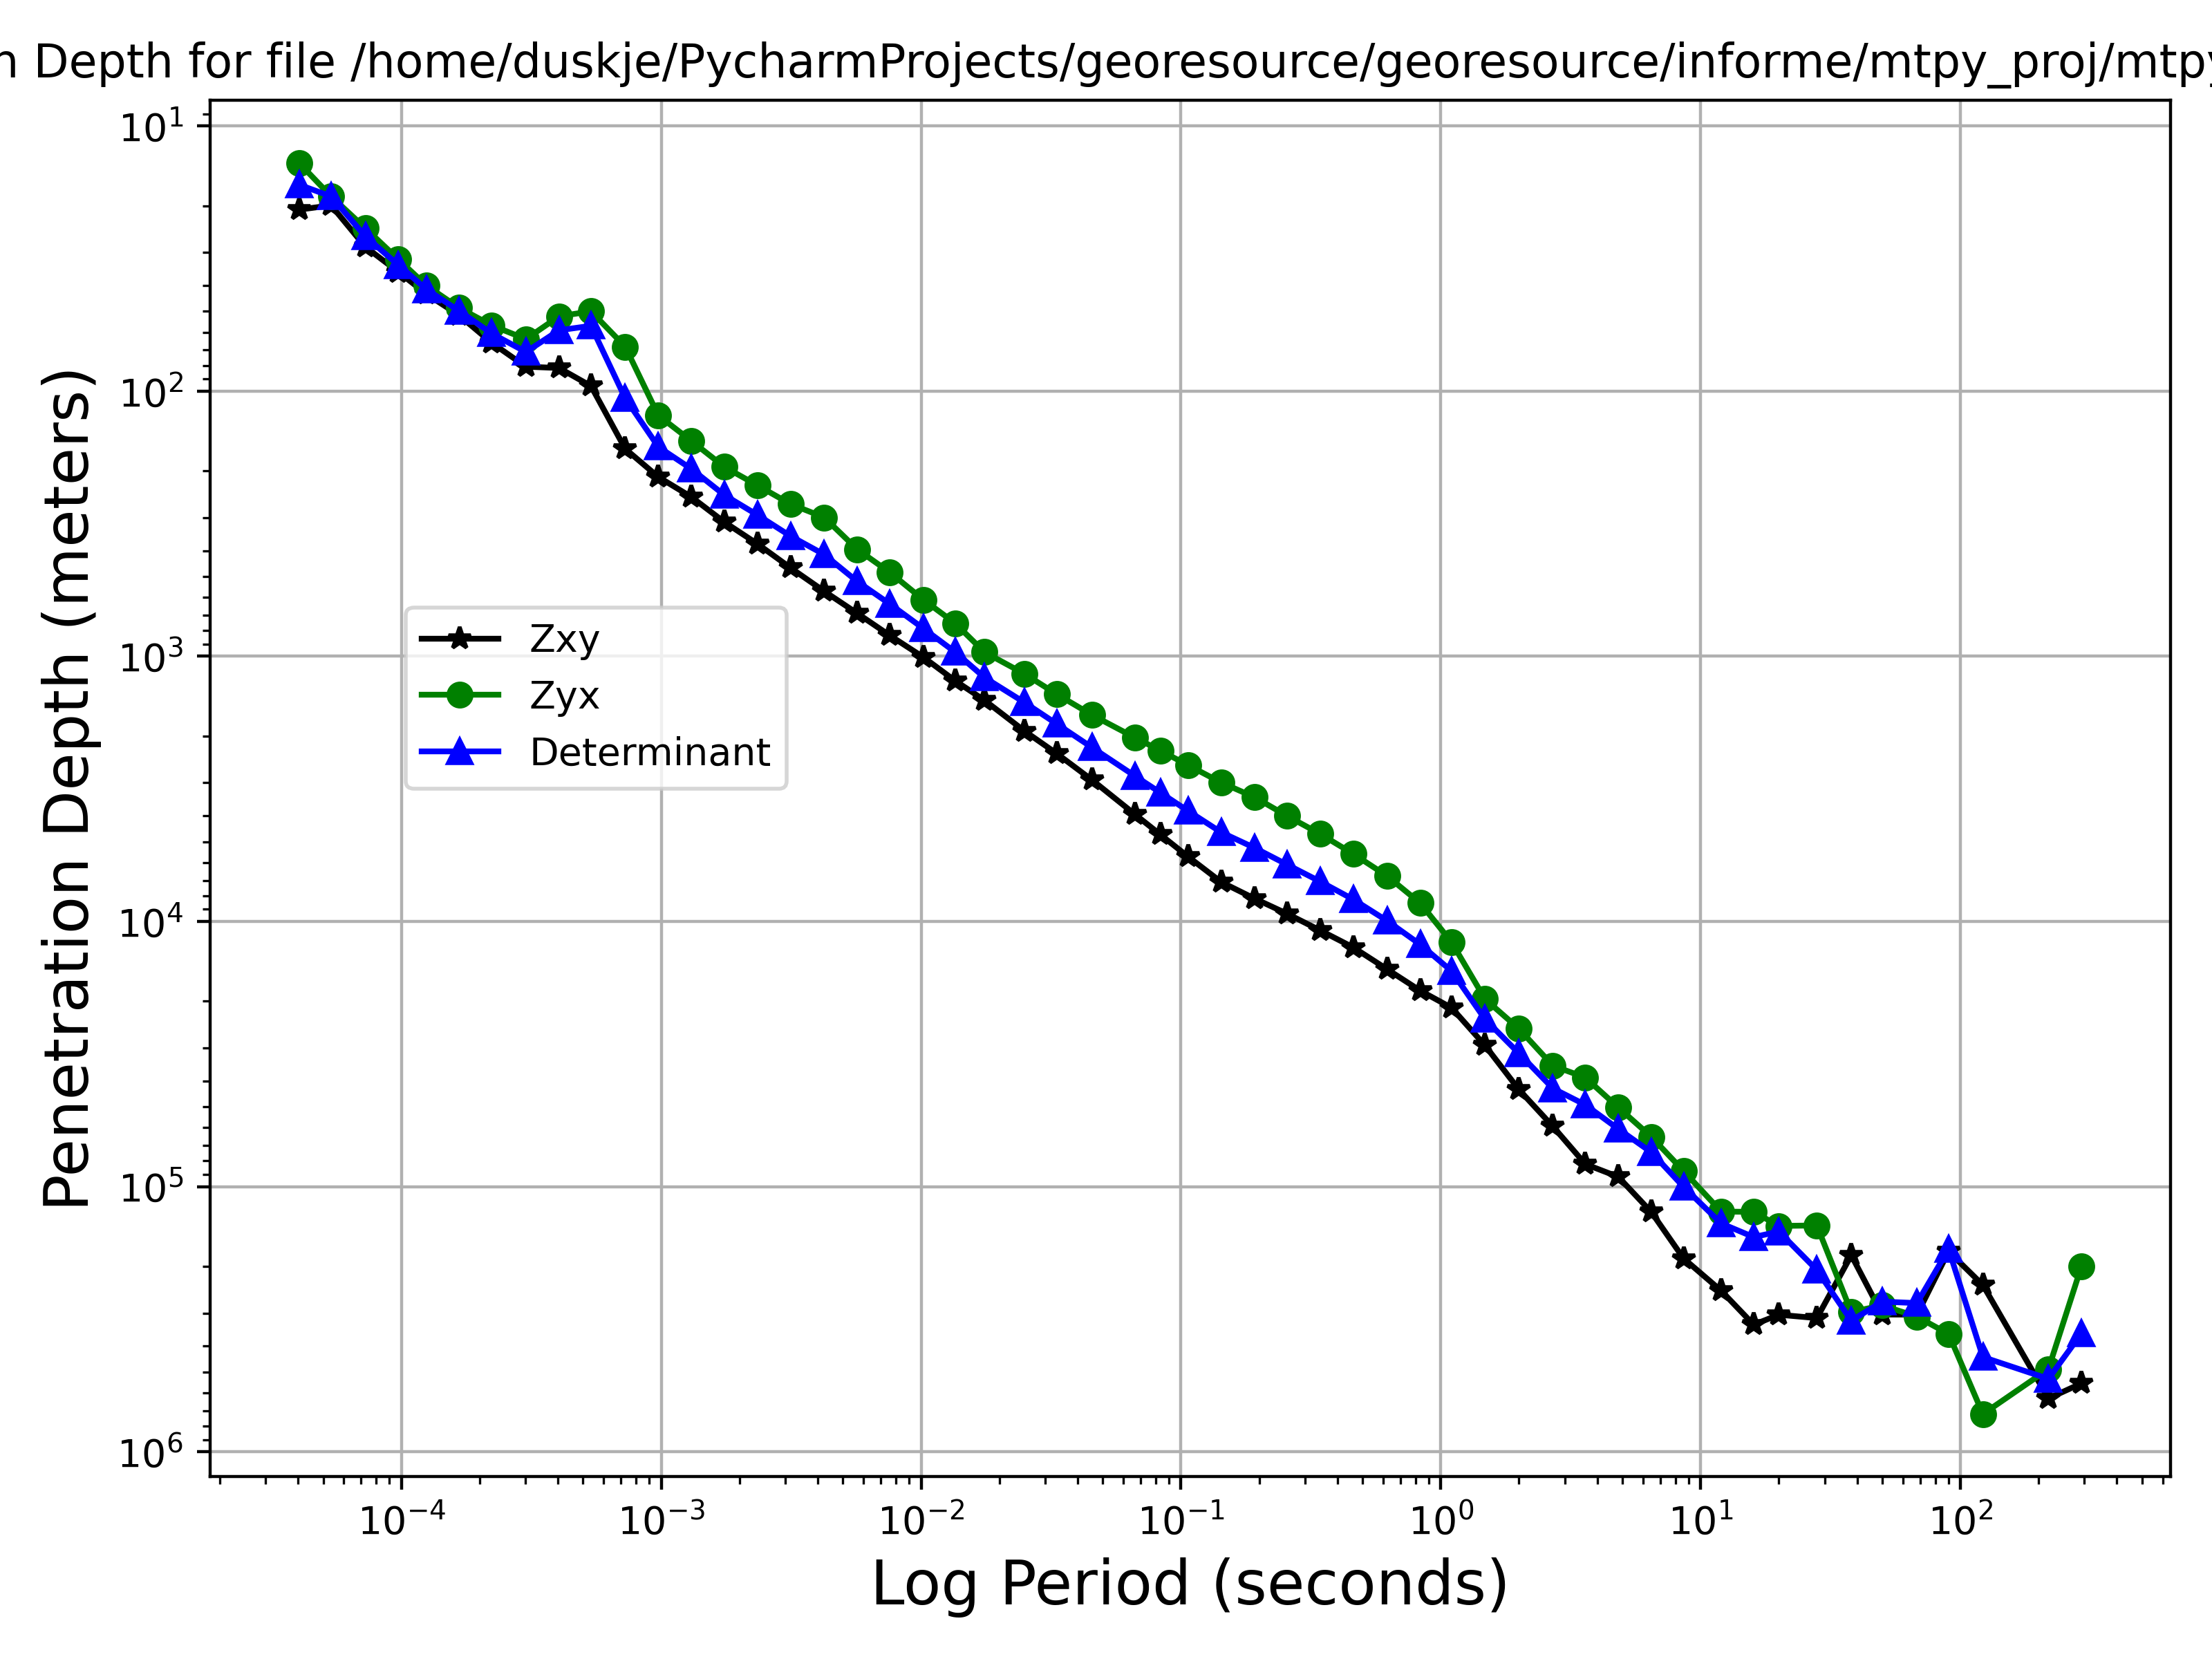 n Depth for file /home/duskje/PycharmProjects/georesource/georesource/informe/mtpy_proj/mtpy
Penetration Depth (meters)
10¹
10²
10³
10⁴
10⁵
10⁶
Zxy
Zyx
Determinant
10⁻⁴ 10⁻³ 10⁻² 10⁻¹ 10⁰ 10¹ 10²
Log Period (seconds)